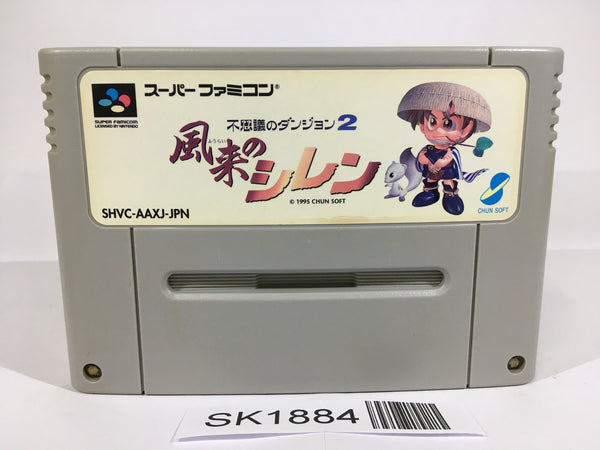 スーパーファミコン®
SUPER FAMICOM
LICENSED BY NINTENDO
不思議のダンジョン2
ふうらい
風来の
シレン
© 1995 CHUN SOFT
SHVC-AAXJ-JPN
CHUN SOFT
SK1884